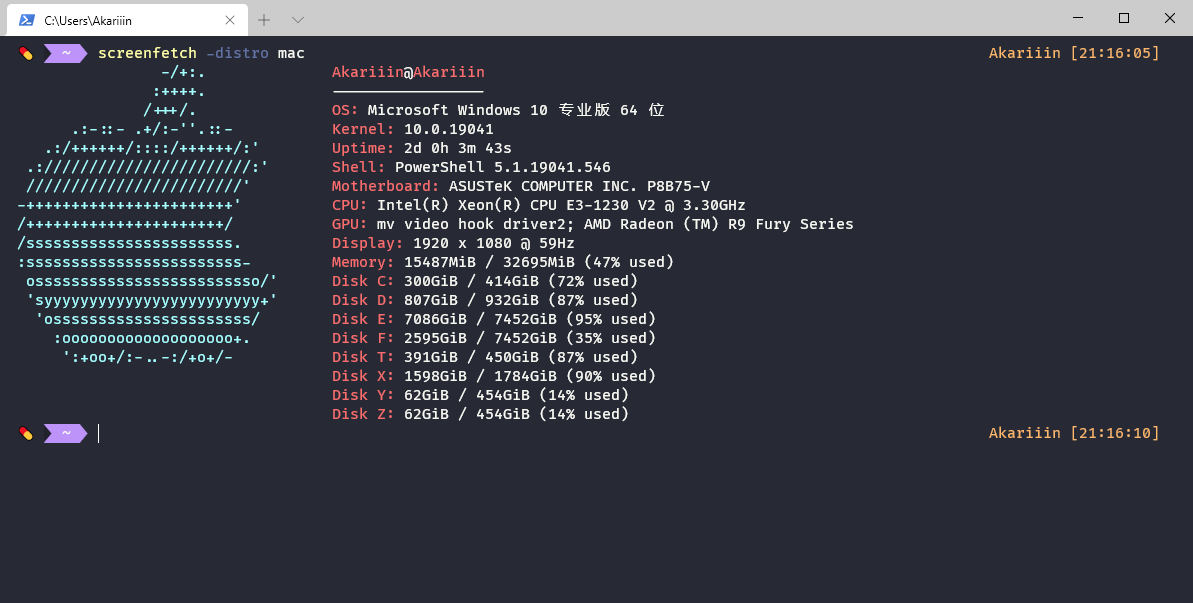 C:\Users\Akariiin
~ screenfetch -distro mac Akariiin [21:16:05]
-/+:. Akariiin@Akariiin
:++++. -----------------
/+++/. OS: Microsoft Windows 10 专业版 64 位
.:-::- .+/:-''.::- Kernel: 10.0.19041
.:/++++++/::::/++++++/:' Uptime: 2d 0h 3m 43s
.:///////////////////////:' Shell: PowerShell 5.1.19041.546
////////////////////////' Motherboard: ASUSTeK COMPUTER INC. P8B75-V
-+++++++++++++++++++++++' CPU: Intel(R) Xeon(R) CPU E3-1230 V2 @ 3.30GHz
/++++++++++++++++++++++/ GPU: mv video hook driver2; AMD Radeon (TM) R9 Fury Series
/sssssssssssssssssssssss. Display: 1920 x 1080 @ 59Hz
:ssssssssssssssssssssssss- Memory: 15487MiB / 32695MiB (47% used)
osssssssssssssssssssssssso/' Disk C: 300GiB / 414GiB (72% used)
'syyyyyyyyyyyyyyyyyyyyyyyy+' Disk D: 807GiB / 932GiB (87% used)
'ossssssssssssssssssssss/ Disk E: 7086GiB / 7452GiB (95% used)
:ooooooooooooooooooo+. Disk F: 2595GiB / 7452GiB (35% used)
':+oo+/:-..-:/+o+/- Disk T: 391GiB / 450GiB (87% used)
Disk X: 1598GiB / 1784GiB (90% used)
Disk Y: 62GiB / 454GiB (14% used)
Disk Z: 62GiB / 454GiB (14% used)
~ Akariiin [21:16:10]